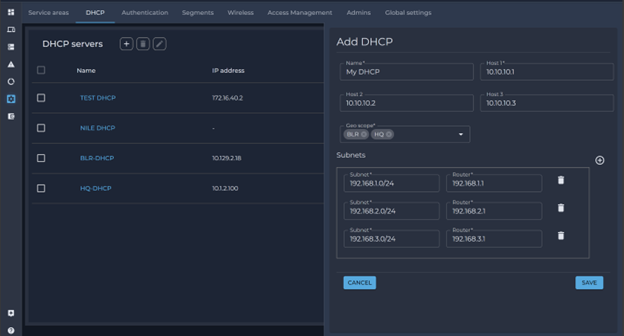 Service areas DHCP Authentication Segments Wireless Access Management Admins Global settings
DHCP servers
Name IP address
TEST DHCP 172.16.40.2
NILE DHCP -
BLR-DHCP 10.129.2.18
HQ-DHCP 10.1.2.100
Add DHCP
Name* Host 1*
My DHCP 10.10.10.1
Host 2 Host 3
10.10.10.2 10.10.10.3
Geo scope*
BLR HQ
Subnets
Subnet* Router*
192.168.1.0/24 192.168.1.1
Subnet* Router*
192.168.2.0/24 192.168.2.1
Subnet* Router*
192.168.3.0/24 192.168.3.1
CANCEL SAVE